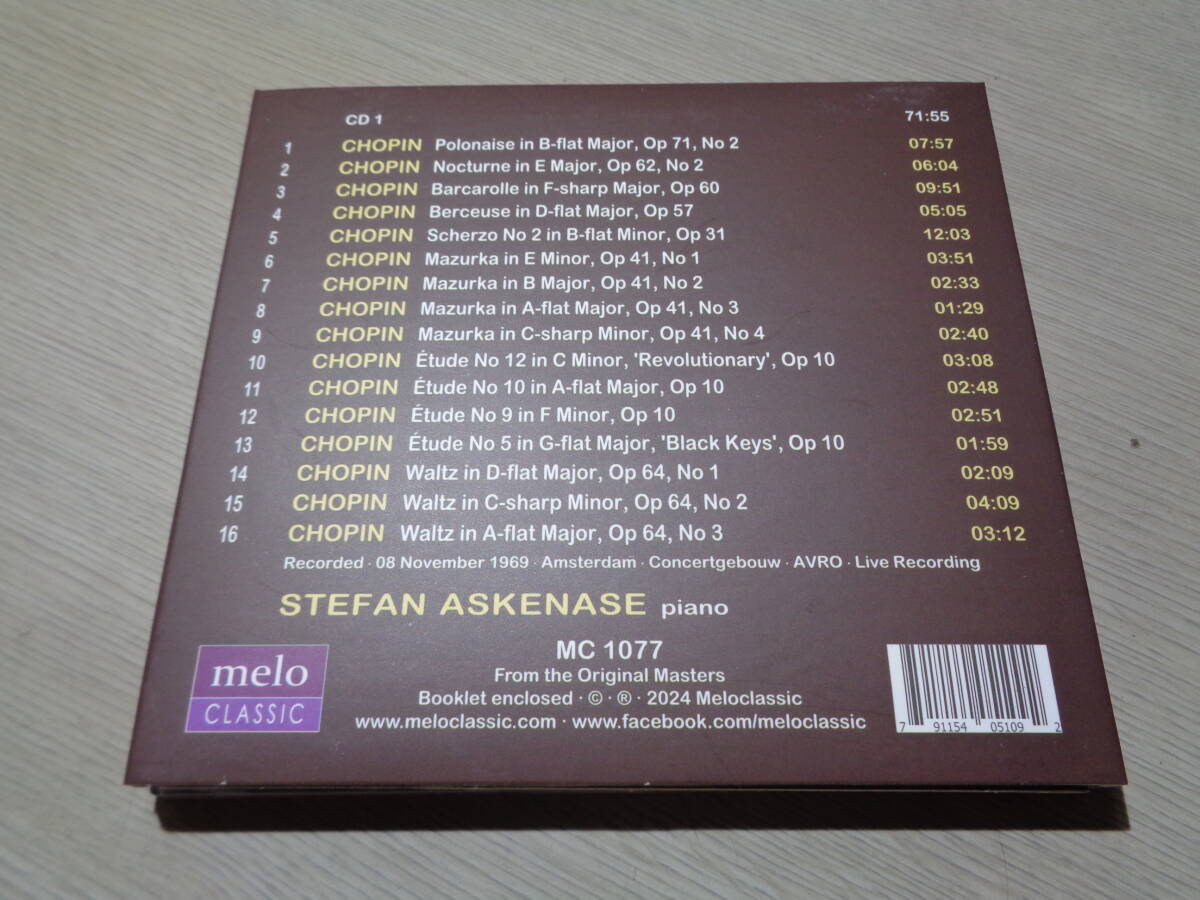 CD 1 71:55
1 CHOPIN Polonaise in B-flat Major, Op 71, No 2 07:57
2 CHOPIN Nocturne in E Major, Op 62, No 2 06:04
3 CHOPIN Barcarolle in F-sharp Major, Op 60 09:51
4 CHOPIN Berceuse in D-flat Major, Op 57 05:05
5 CHOPIN Scherzo No 2 in B-flat Minor, Op 31 12:03
6 CHOPIN Mazurka in E Minor, Op 41, No 1 03:51
7 CHOPIN Mazurka in B Major, Op 41, No 2 02:33
8 CHOPIN Mazurka in A-flat Major, Op 41, No 3 01:29
9 CHOPIN Mazurka in C-sharp Minor, Op 41, No 4 02:40
10 CHOPIN Étude No 12 in C Minor, 'Revolutionary', Op 10 03:08
11 CHOPIN Étude No 10 in A-flat Major, Op 10 02:48
12 CHOPIN Étude No 9 in F Minor, Op 10 02:51
13 CHOPIN Étude No 5 in G-flat Major, 'Black Keys', Op 10 01:59
14 CHOPIN Waltz in D-flat Major, Op 64, No 1 02:09
15 CHOPIN Waltz in C-sharp Minor, Op 64, No 2 04:09
16 CHOPIN Waltz in A-flat Major, Op 64, No 3 03:12
Recorded · 08 November 1969 · Amsterdam · Concertgebouw · AVRO · Live Recording
STEFAN ASKENASE piano
melo
CLASSIC
MC 1077
From the Original Masters
Booklet enclosed · © · ® · 2024 Meloclassic
www.meloclassic.com · www.facebook.com/meloclassic
7 91154 05109 2